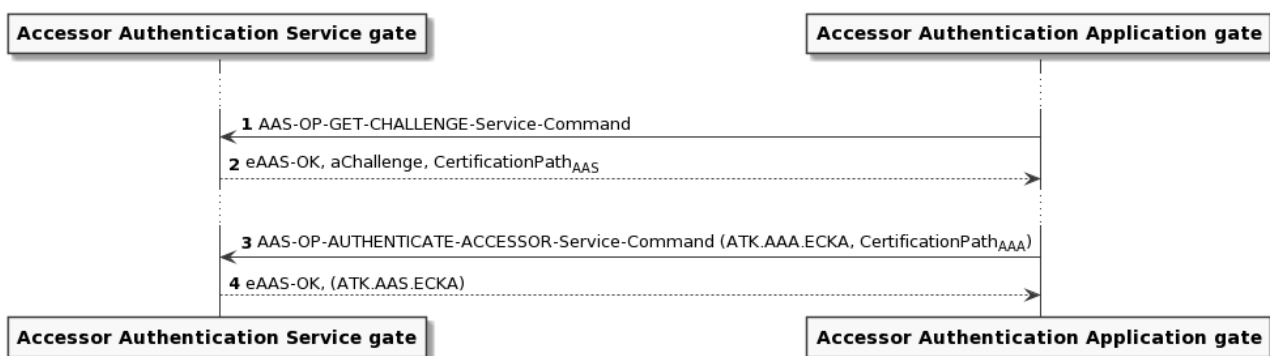 Accessor Authentication Service gate
Accessor Authentication Application gate
1 AAS-OP-GET-CHALLENGE-Service-Command
2 eAAS-OK, aChallenge, CertificationPathAAS
3 AAS-OP-AUTHENTICATE-ACCESSOR-Service-Command (ATK.AAA.ECKA, CertificationPathAAA)
4 eAAS-OK, (ATK.AAS.ECKA)
Accessor Authentication Service gate
Accessor Authentication Application gate